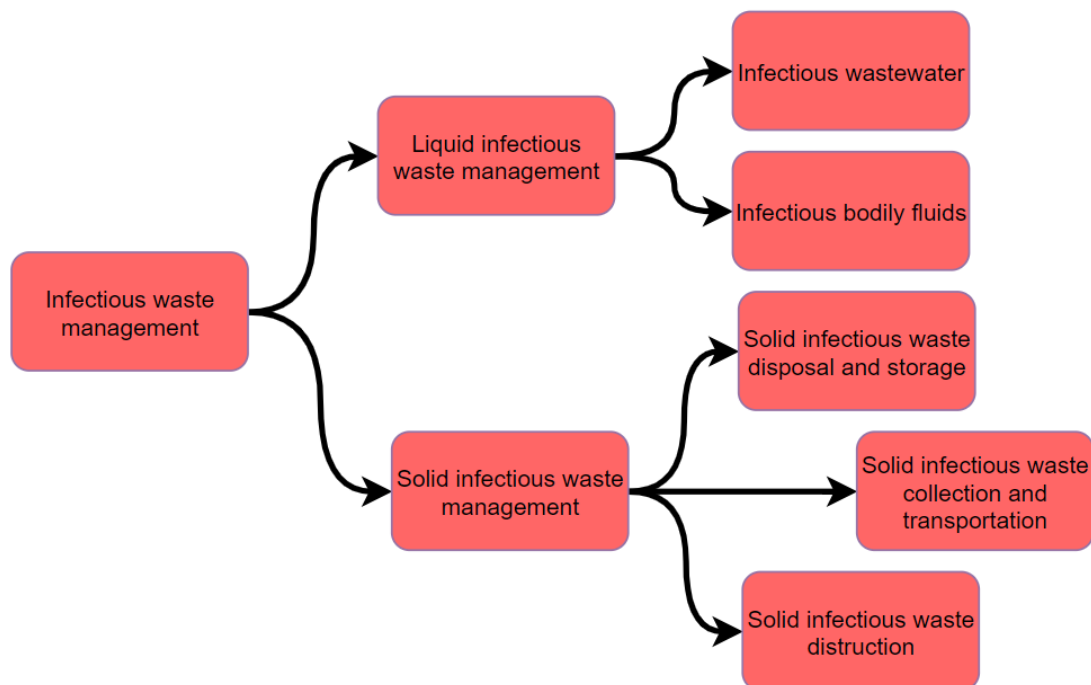 Infectious wastewater
Liquid infectious
waste management
Infectious bodily fluids
Infectious waste
management
Solid infectious waste
disposal and storage
Solid infectious waste
management
Solid infectious waste
collection and
transportation
Solid infectious waste
distruction